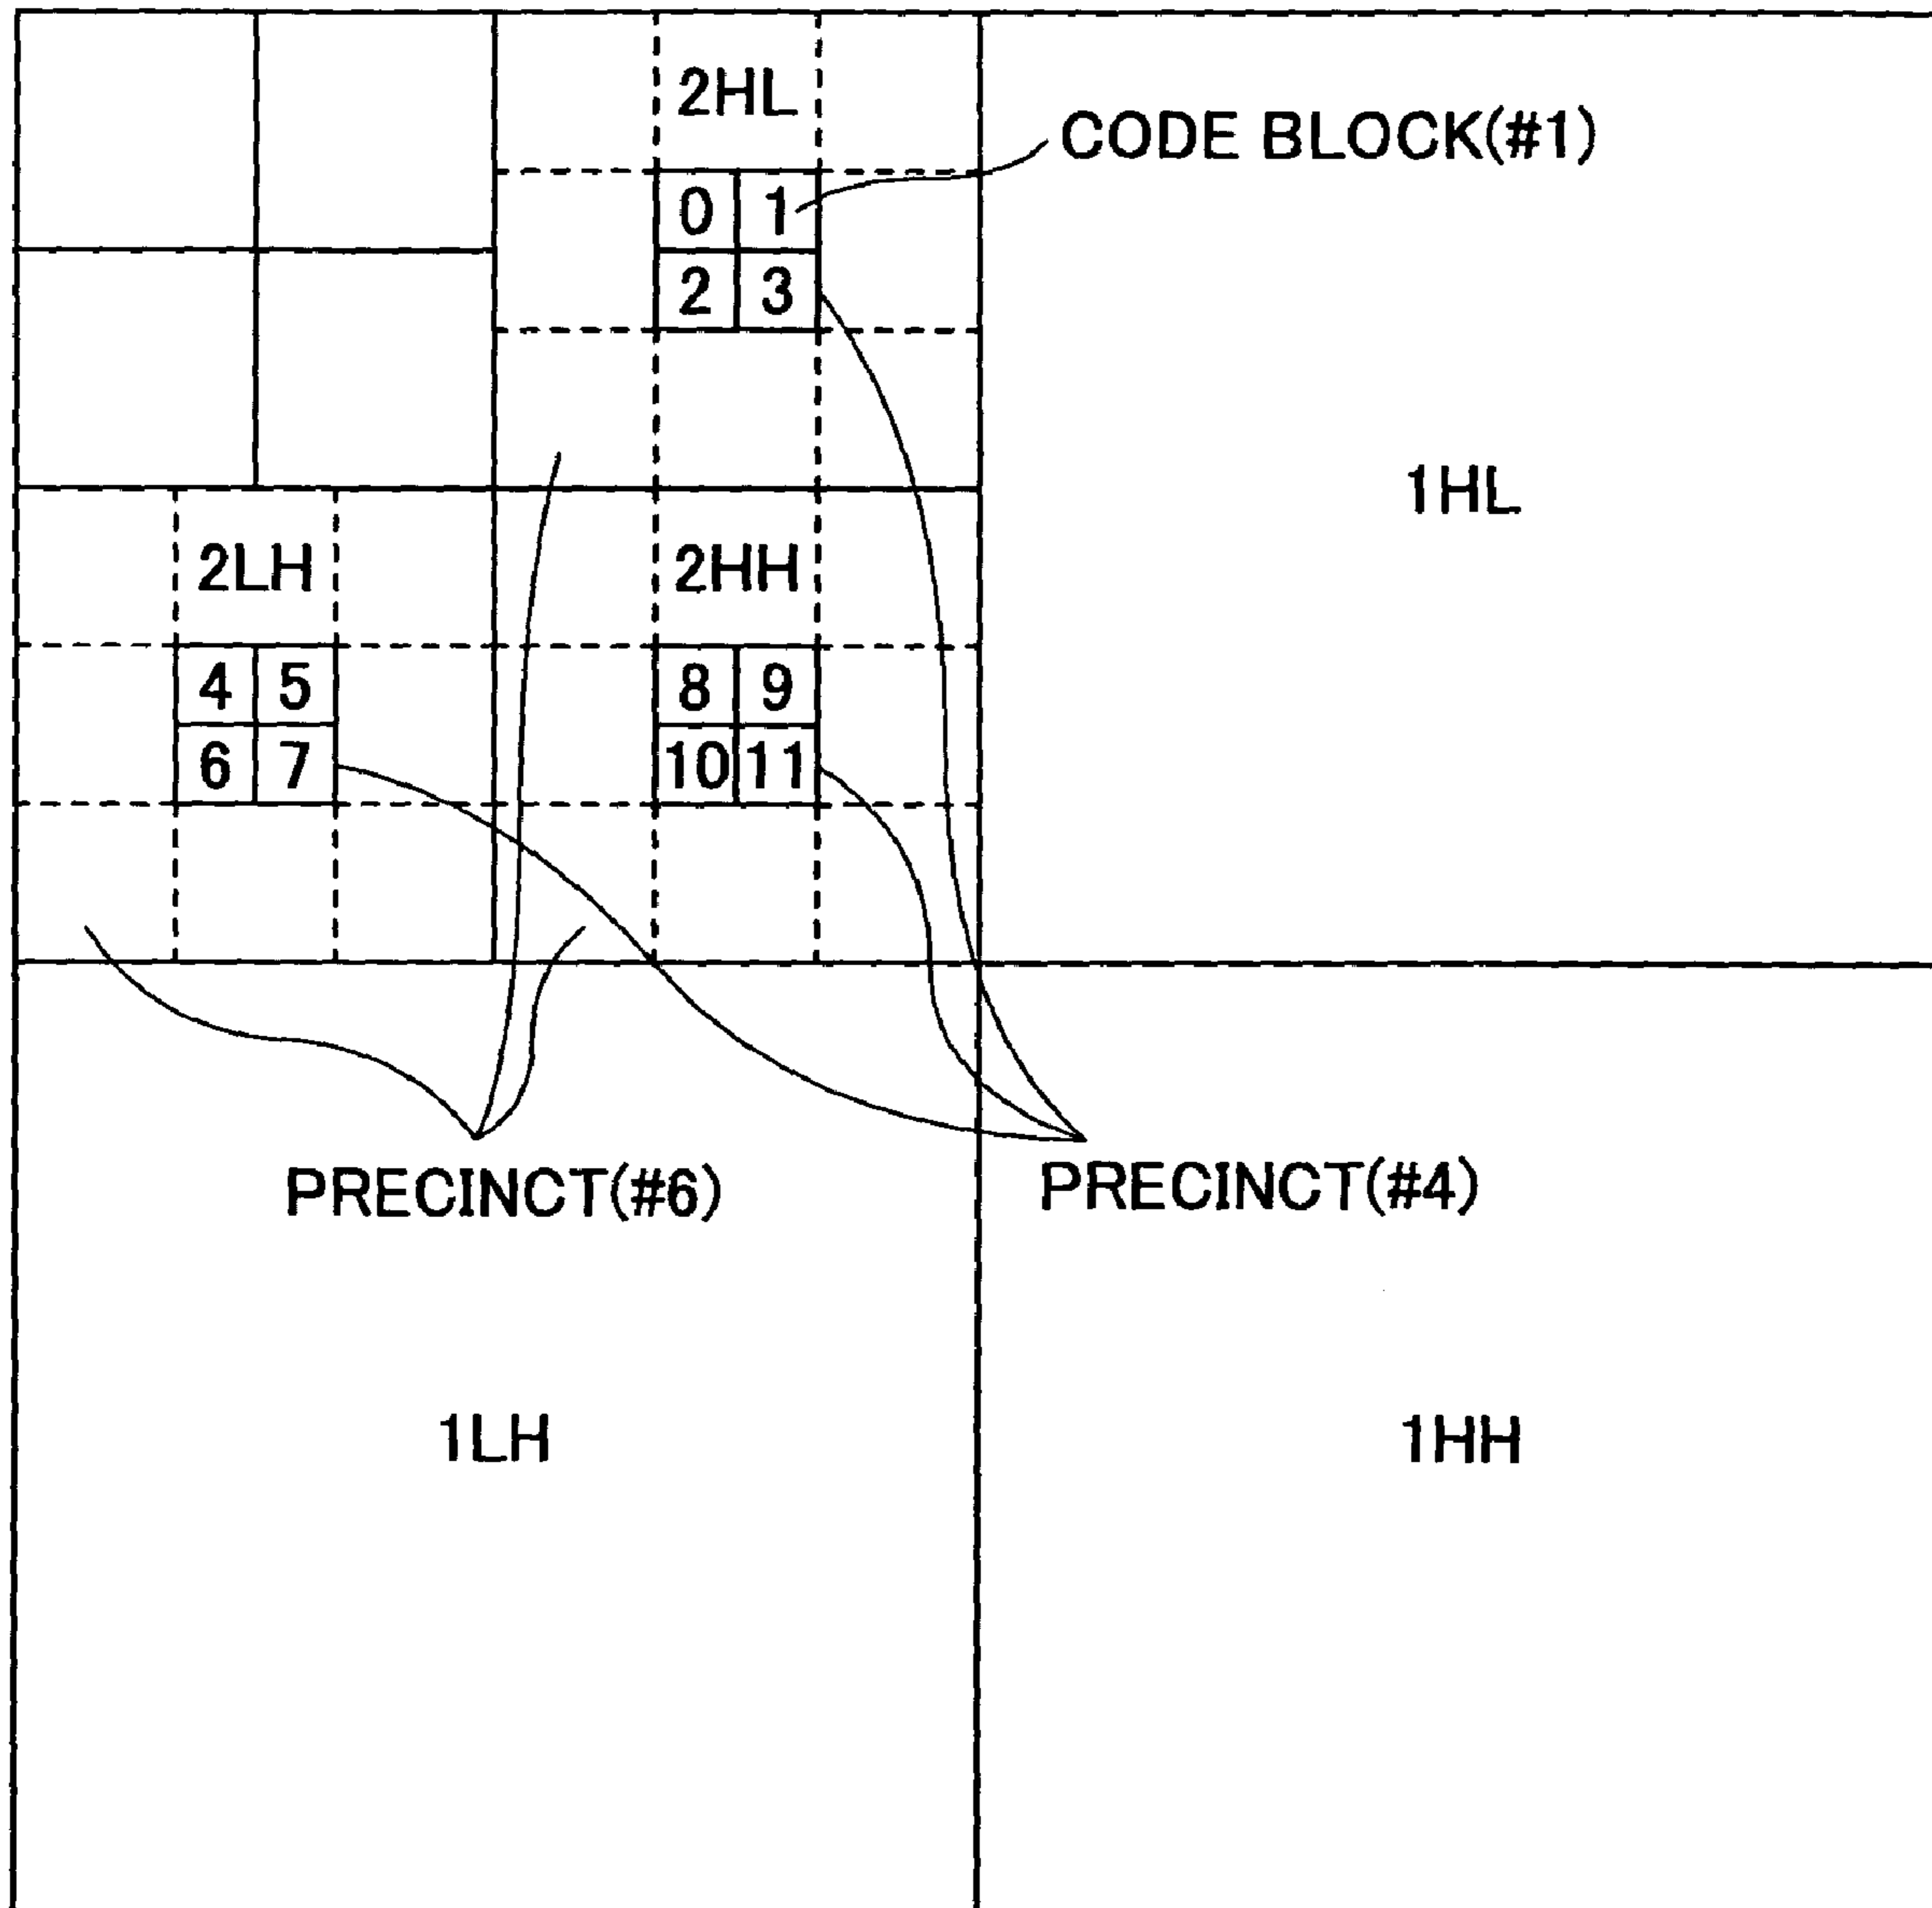 2HL
CODE BLOCK(#1)
0 1
2 3
1HL
2LH
2HH
4 5
8 9
6 7
10 11
PRECINCT(#6)
PRECINCT(#4)
1LH
1HH